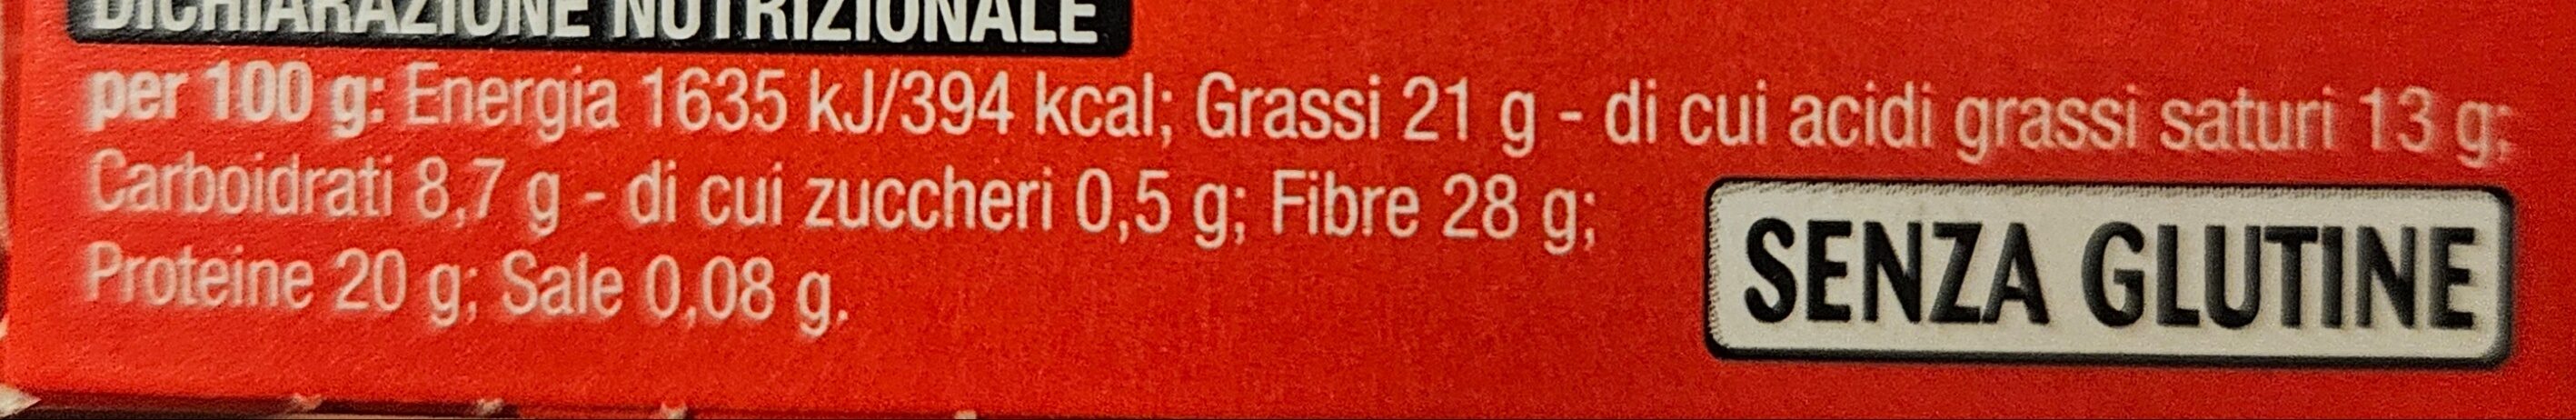 DICHIARAZIONE NUTRIZIONALE
per 100 g: Energia 1635 kJ/394 kcal; Grassi 21 g - di cui acidi grassi saturi 13 g;
Carboidrati 8,7 g - di cui zuccheri 0,5 g; Fibre 28 g;
Proteine 20 g; Sale 0,08 g.
SENZA GLUTINE